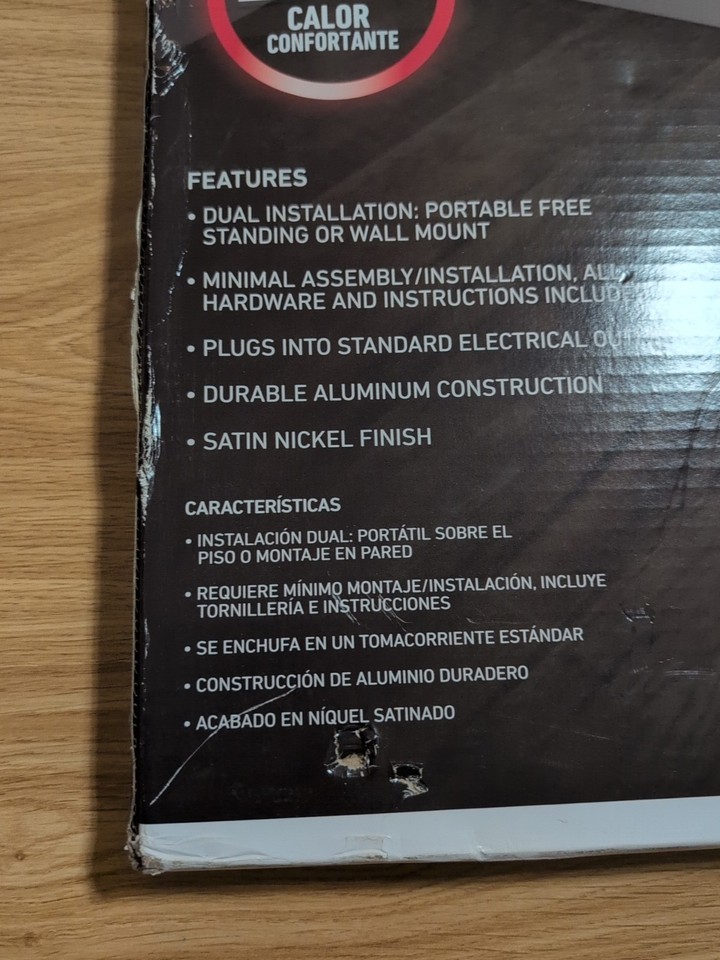 CALOR
CONFORTANTE
FEATURES
• DUAL INSTALLATION: PORTABLE FREE
STANDING OR WALL MOUNT
• MINIMAL ASSEMBLY/INSTALLATION, ALL
HARDWARE AND INSTRUCTIONS
• PLUGS INTO STANDARD ELECTRICAL
• DURABLE ALUMINUM CONSTRUCTION
• SATIN NICKEL FINISH
CARACTERÍSTICAS
• INSTALACIÓN DUAL: PORTÁTIL SOBRE EL
PISO O MONTAJE EN PARED
• REQUIERE MÍNIMO MONTAJE/INSTALACIÓN, INCLUYE
TORNILLERÍA E INSTRUCCIONES
• SE ENCHUFA EN UN TOMACORRIENTE ESTÁNDAR
• CONSTRUCCIÓN DE ALUMINIO DURADERO
• ACABADO EN NÍQUEL SATINADO